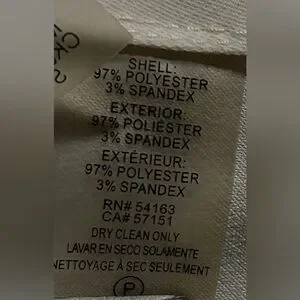 SHELL:
97% POLYESTER
3% SPANDEX
EXTERIOR:
97% POLIÉSTER
3% SPANDEX
EXTÉRIEUR:
97% POLYESTER
3% SPANDEX
RN# 54163
CA# 57151
DRY CLEAN ONLY
LAVAR EN SECO SOLAMENTE
NETTOYAGE À SEC SEULEMENT
P